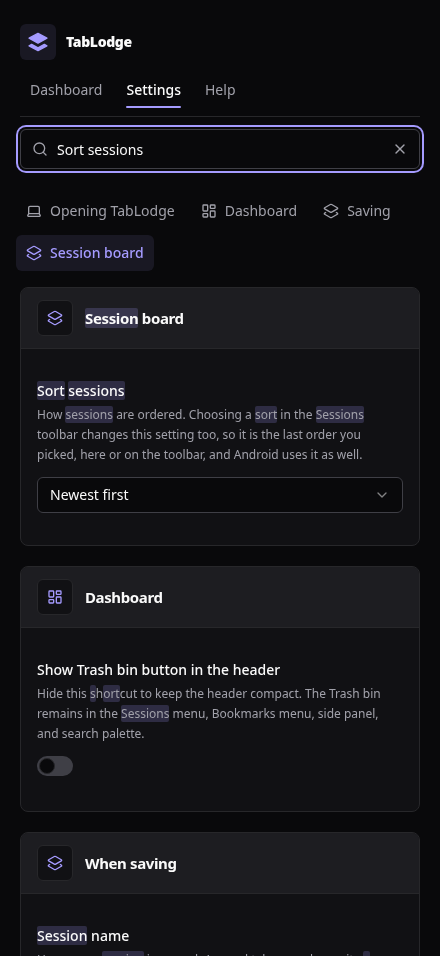 TabLodge
Dashboard Settings Help
Sort sessions
Opening TabLodge Dashboard Saving
Session board
Session board
Sort sessions
How sessions are ordered. Choosing a sort in the Sessions
toolbar changes this setting too, so it is the last order you
picked, here or on the toolbar, and Android uses it as well.
Newest first
Dashboard
Show Trash bin button in the header
Hide this shortcut to keep the header compact. The Trash bin
remains in the Sessions menu, Bookmarks menu, side panel,
and search palette.
When saving
Session name